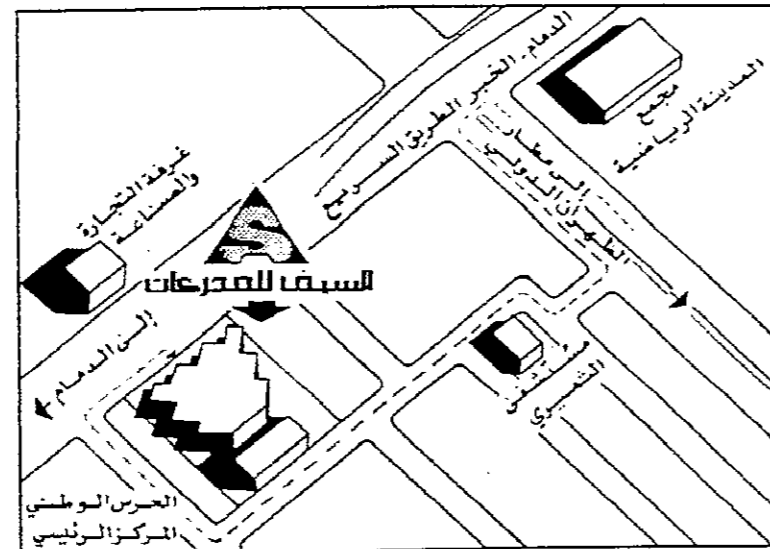 الدمام - الخبر الطريق السريع
مجمع
المدينة الرياضية
إلى مطار
الظهران الدولي
غرفة التجارة
والصناعة
S
السيف للمحركات
إلى الدمام
مستشفى
الشميري
الحرس الوطني
المركز الرئيسي